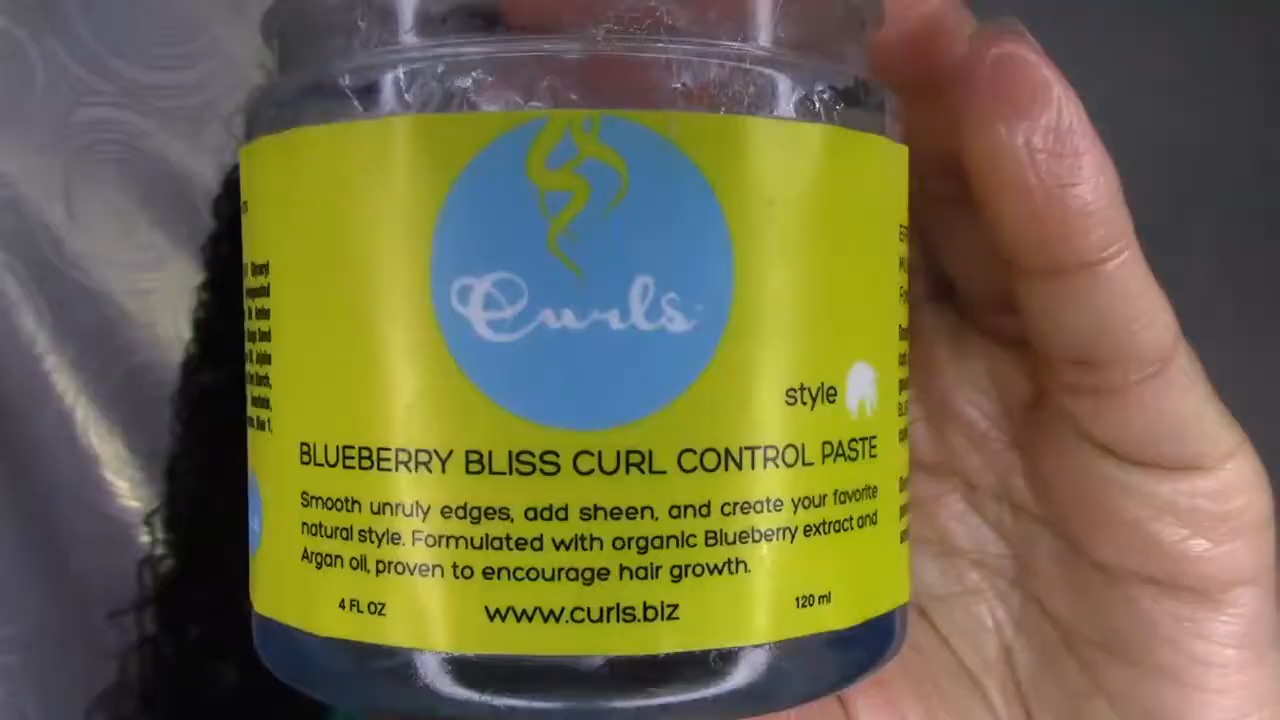 Curls
style
BLUEBERRY BLISS CURL CONTROL PASTE
Smooth unruly edges, add sheen, and create your favorite
natural style. Formulated with organic Blueberry extract and
Argan oil, proven to encourage hair growth.
4 FL OZ
www.curls.biz
120 ml